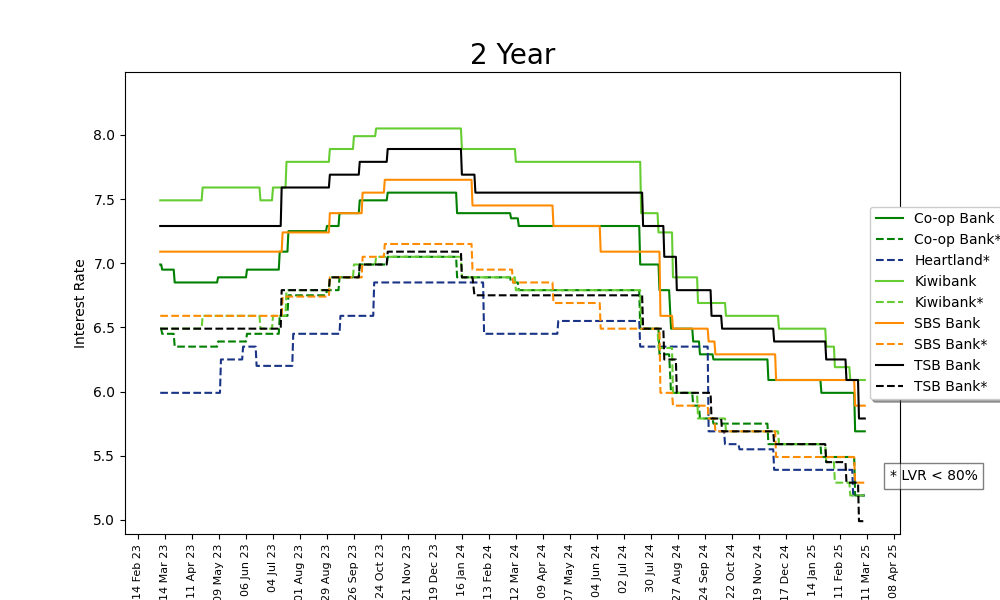 2 Year
Interest Rate
8.0
7.5
7.0
6.5
6.0
5.5
5.0
14 Feb 23
14 Mar 23
11 Apr 23
09 May 23
06 Jun 23
04 Jul 23
01 Aug 23
29 Aug 23
26 Sep 23
24 Oct 23
21 Nov 23
19 Dec 23
16 Jan 24
13 Feb 24
12 Mar 24
09 Apr 24
07 May 24
04 Jun 24
02 Jul 24
30 Jul 24
27 Aug 24
24 Sep 24
22 Oct 24
19 Nov 24
17 Dec 24
14 Jan 25
11 Feb 25
11 Mar 25
08 Apr 25
Co-op Bank
Co-op Bank*
Heartland*
Kiwibank
Kiwibank*
SBS Bank
SBS Bank*
TSB Bank
TSB Bank*
* LVR < 80%